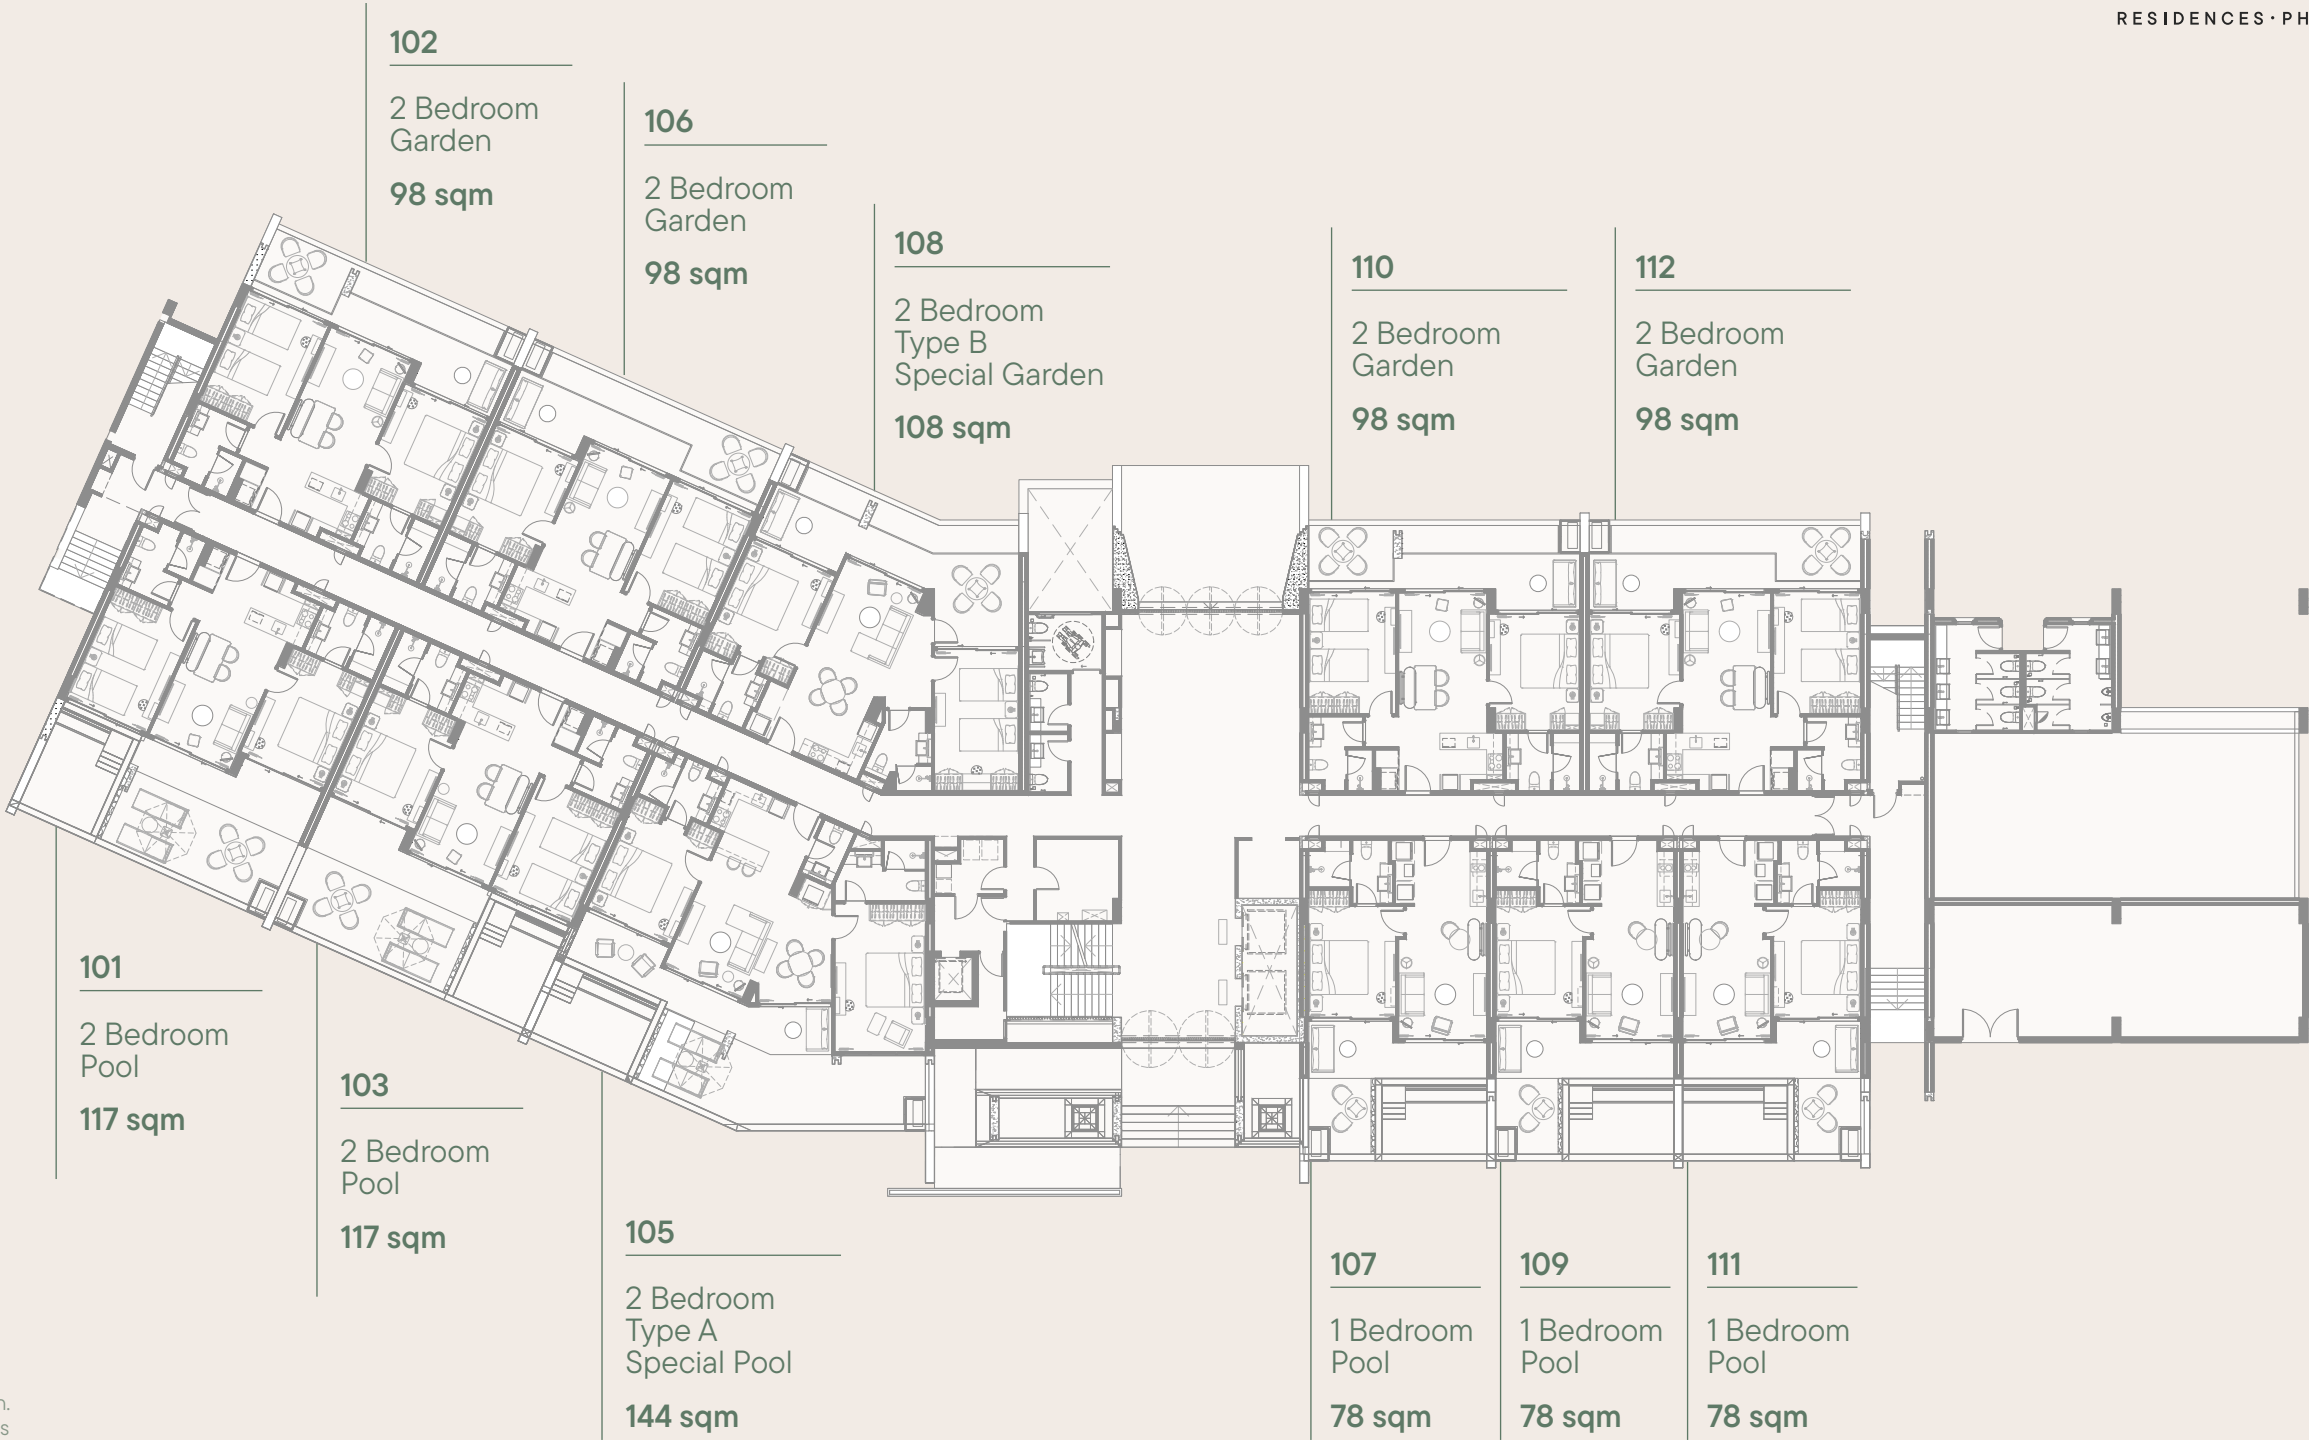 RESIDENCES·PH
102
2 Bedroom
Garden
98 sqm
106
2 Bedroom
Garden
98 sqm
108
2 Bedroom
Type B
Special Garden
108 sqm
110
2 Bedroom
Garden
98 sqm
112
2 Bedroom
Garden
98 sqm
101
2 Bedroom
Pool
117 sqm
103
2 Bedroom
Pool
117 sqm
105
2 Bedroom
Type A
Special Pool
144 sqm
107
1 Bedroom
Pool
78 sqm
109
1 Bedroom
Pool
78 sqm
111
1 Bedroom
Pool
78 sqm